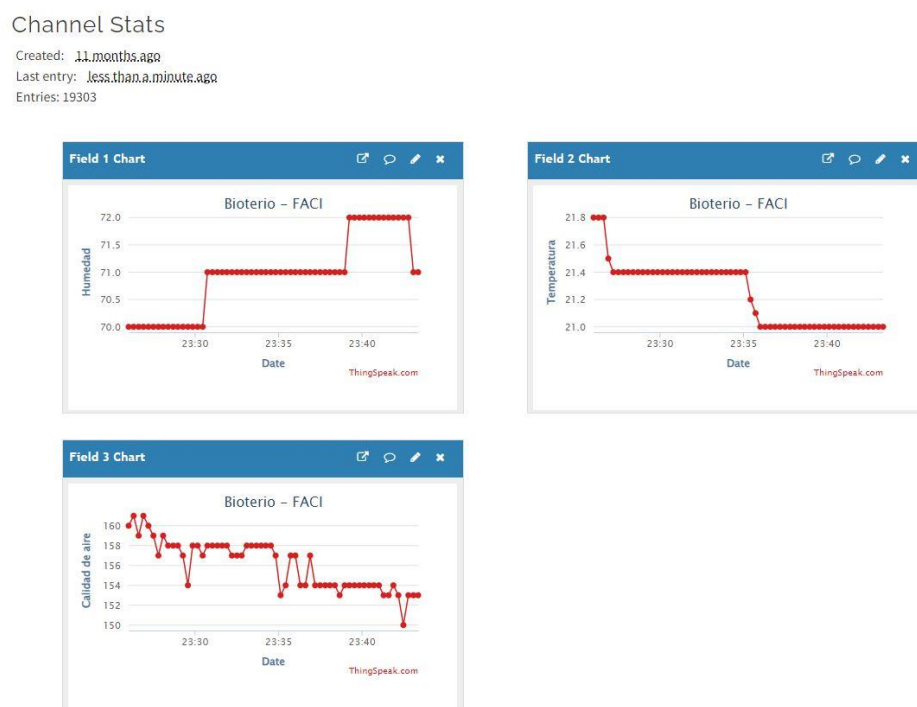 Channel Stats
Created: 11 months ago
Last entry: less than a minute ago
Entries: 19303
Field 1 Chart
Bioterio - FACI
72.0
71.5
71.0
70.5
70.0
Humedad
23:30 23:35 23:40
Date
ThingSpeak.com
Field 2 Chart
Bioterio - FACI
21.8
21.6
21.4
21.2
21.0
Temperatura
23:30 23:35 23:40
Date
ThingSpeak.com
Field 3 Chart
Bioterio - FACI
160
158
156
154
152
150
Calidad de aire
23:30 23:35 23:40
Date
ThingSpeak.com